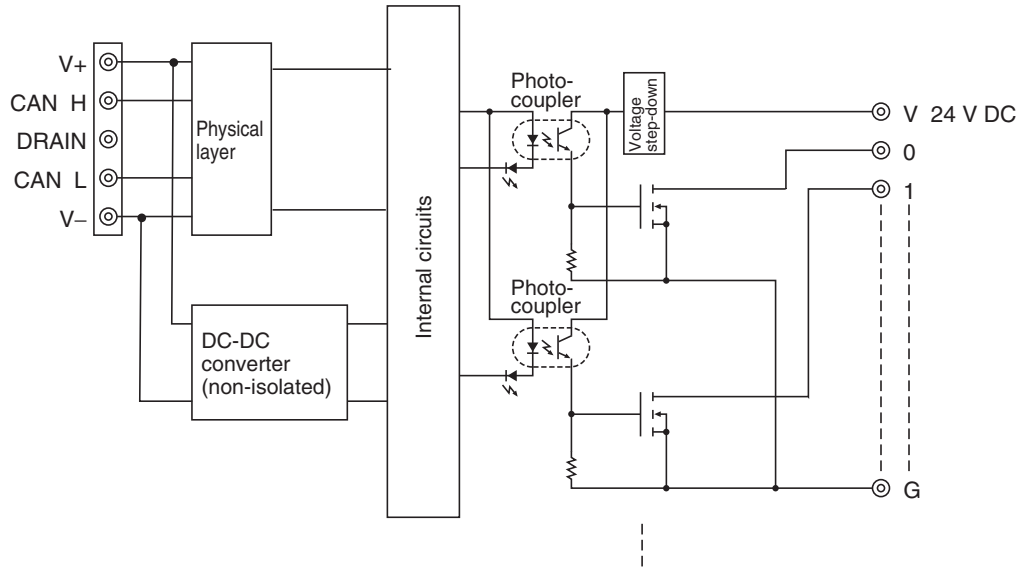 V+
CAN H
DRAIN
CAN L
V–
Physical
layer
DC-DC
converter
(non-isolated)
Internal circuits
Photo-
coupler
Voltage
step-down
Photo-
coupler
V 24 V DC
0
1
G